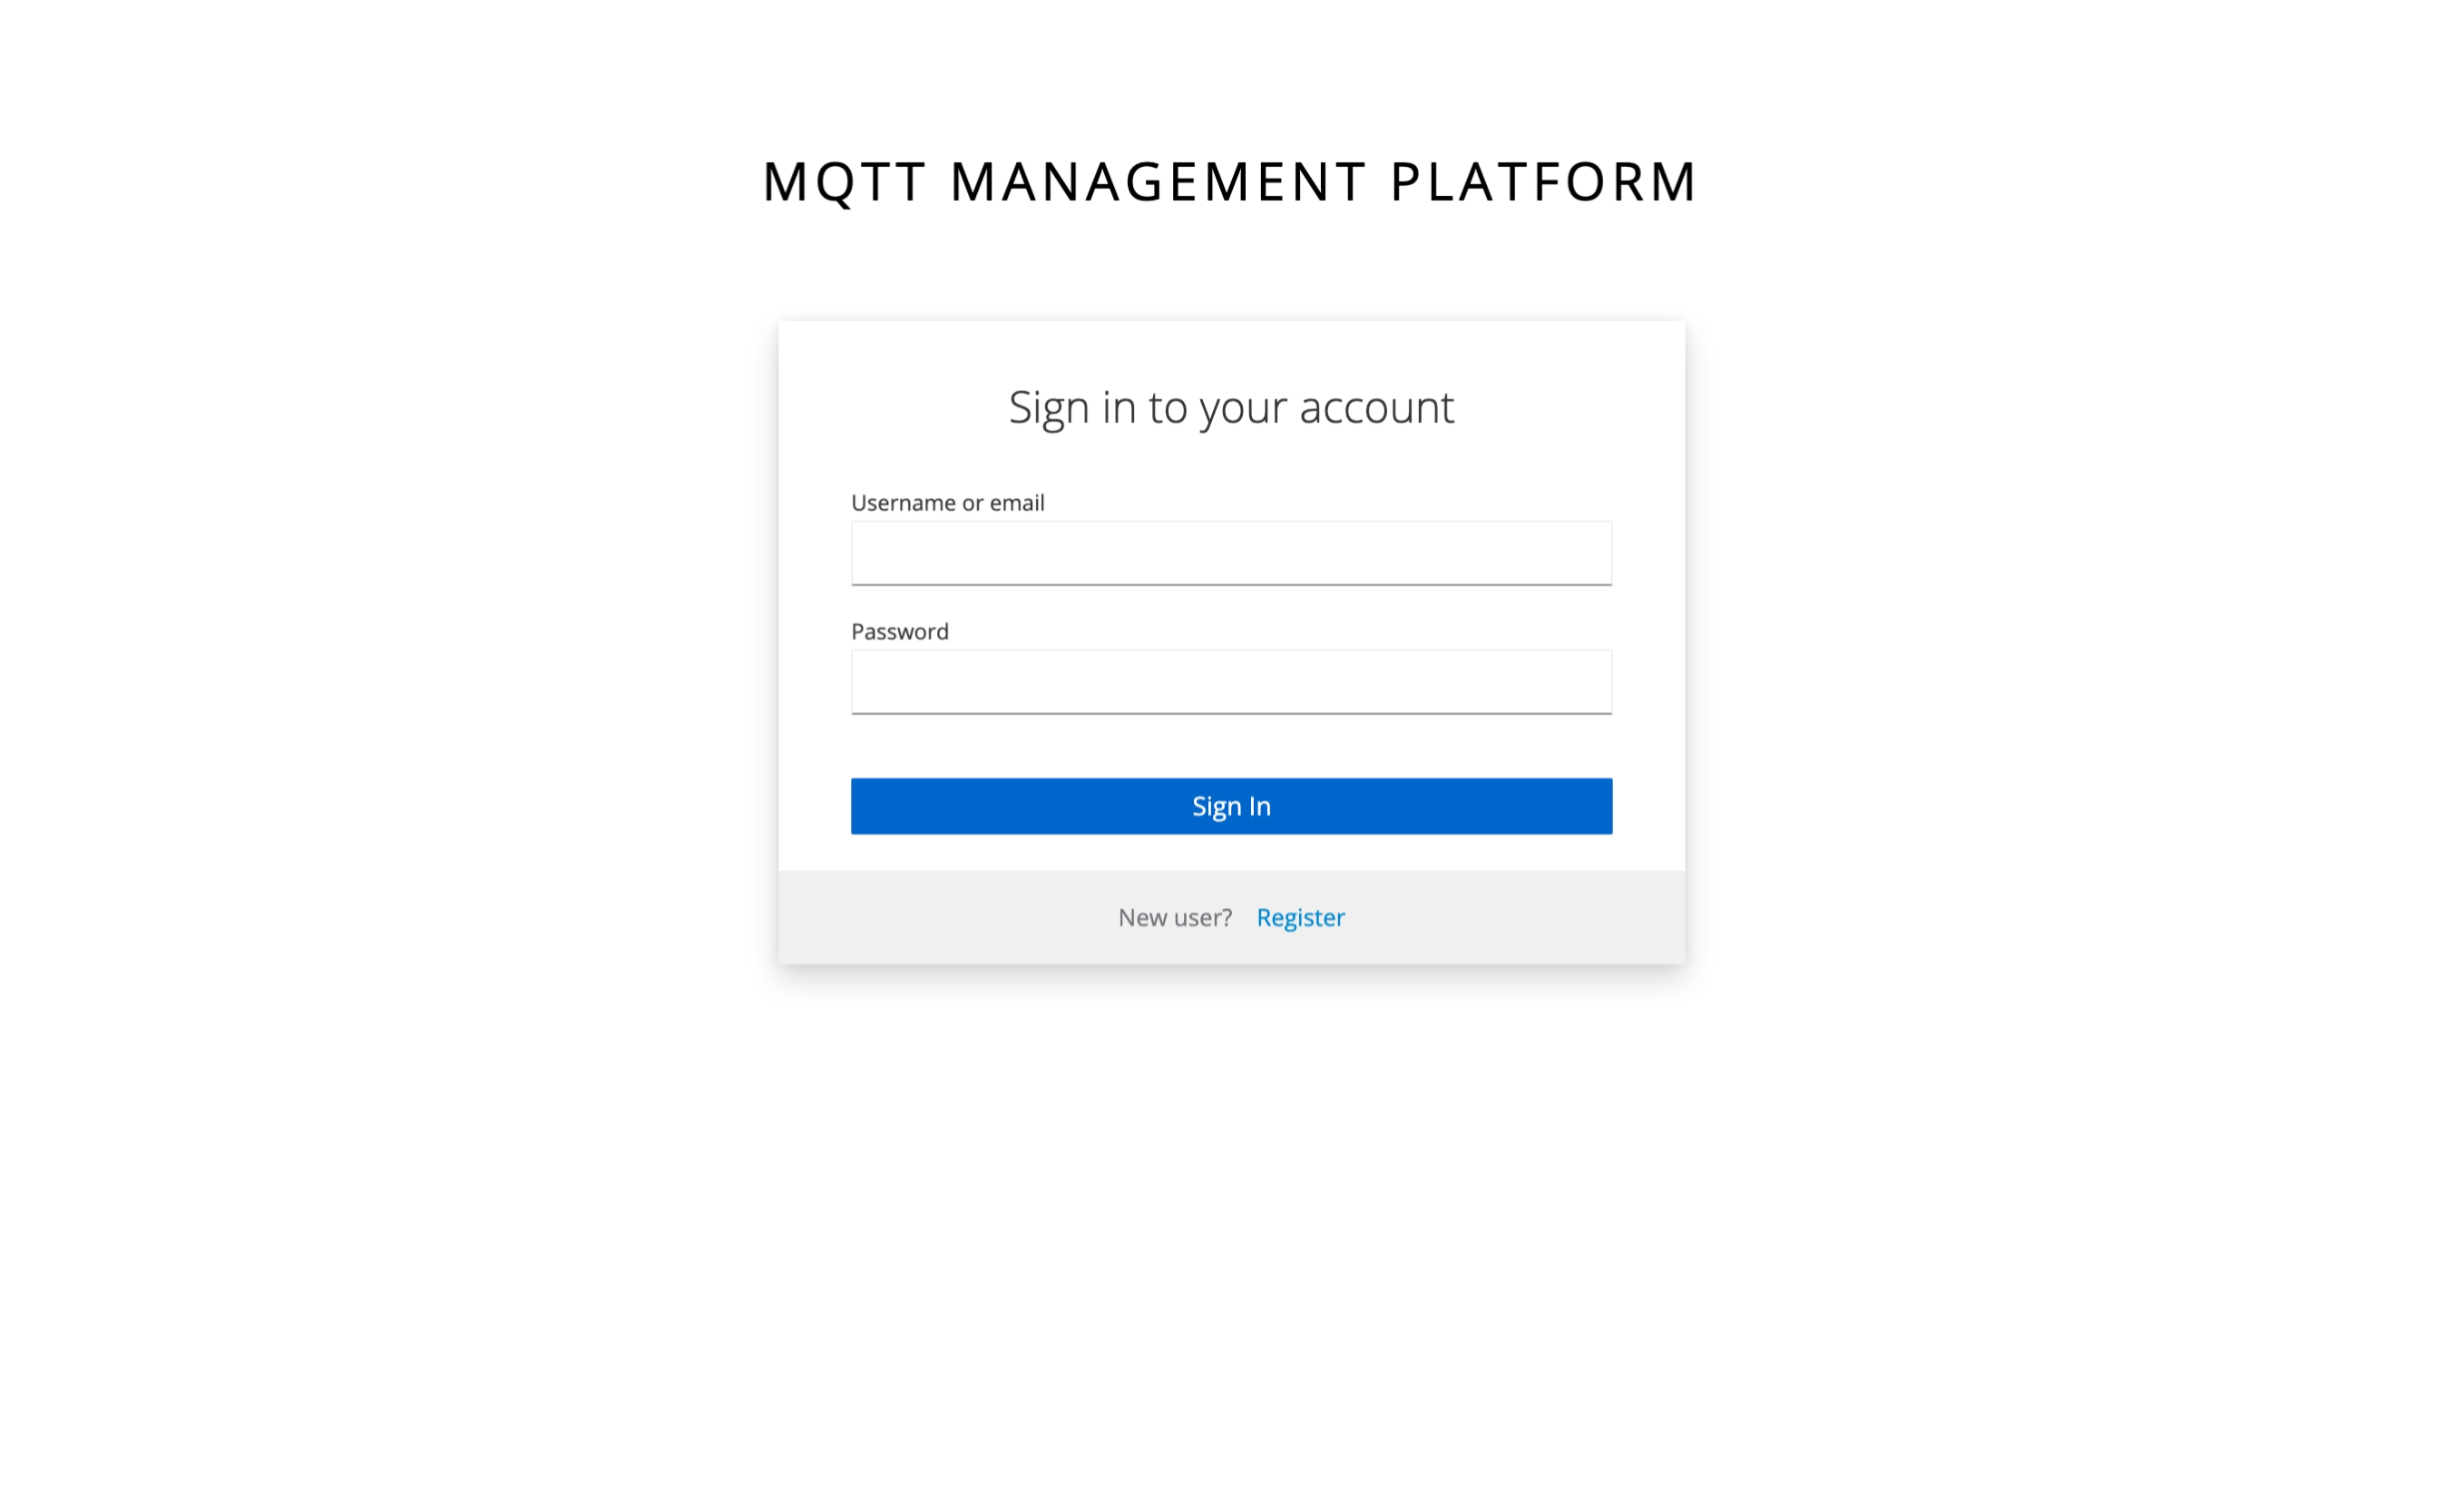 MQTT MANAGEMENT PLATFORM
Sign in to your account
Username or email
Password
Sign In
New user? Register